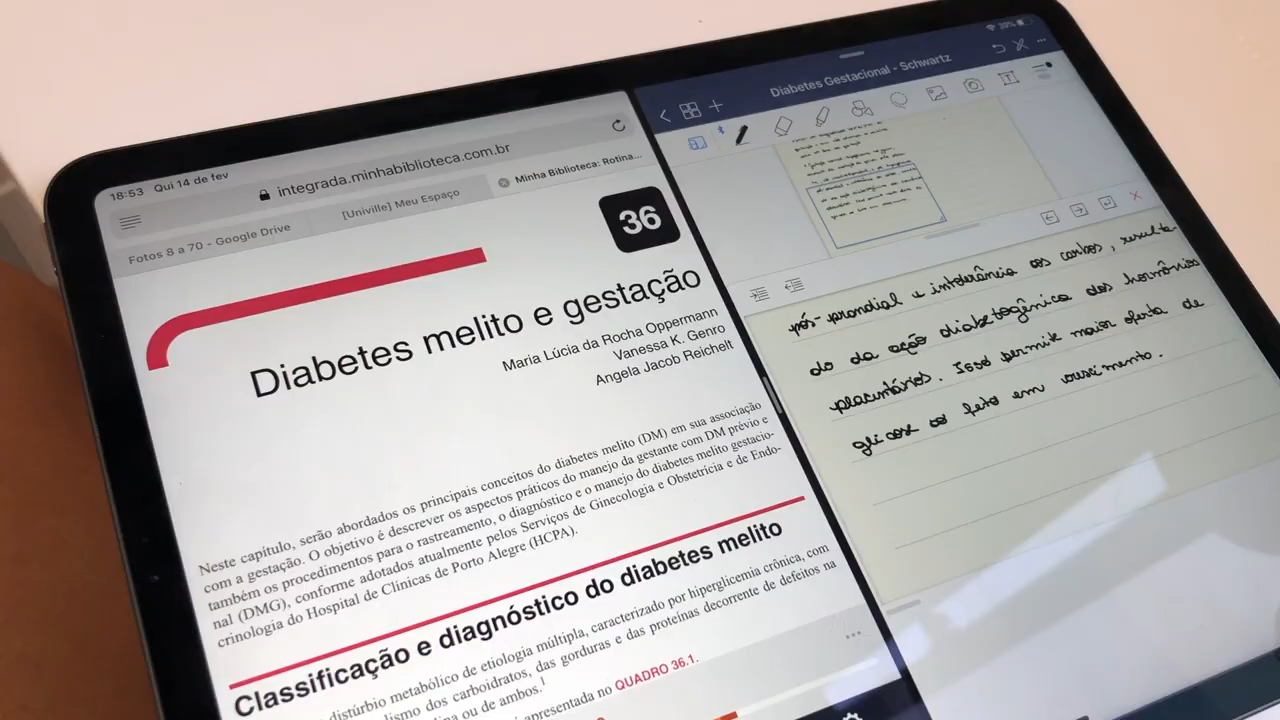 18:53 Qui 14 de fev
39%
integrada.minhabiblioteca.com.br
Fotos 8 a 70 - Google Drive
[Univille] Meu Espaço
Minha Biblioteca: Rotina...
36
Diabetes melito e gestação
Maria Lúcia da Rocha Oppermann
Vanessa K. Genro
Angela Jacob Reichelt
Neste capítulo, serão abordados os principais conceitos do diabetes melito (DM) em sua associação
com a gestação. O objetivo é descrever os aspectos práticos do manejo da gestante com DM prévio e
também os procedimentos para o rastreamento, o diagnóstico e o manejo do diabetes melito gestacio-
nal (DMG), conforme adotados atualmente pelos Serviços de Ginecologia e Obstetrícia e de Endo-
crinologia do Hospital de Clínicas de Porto Alegre (HCPA).
Classificação e diagnóstico do diabetes melito
distúrbio metabólico de etiologia múltipla, caracterizado por hiperglicemia crônica, com
lismo dos carboidratos, das gorduras e das proteínas decorrente de defeitos na
lina ou de ambos.¹
apresentada no QUADRO 36.1.
Diabetes Gestacional - Schwartz
pós-prandial e intolerância aos carbos, resulta-
do da ação diabetogênica dos hormônios
placentários. Isso permite maior oferta de
glicose ao feto em crescimento.